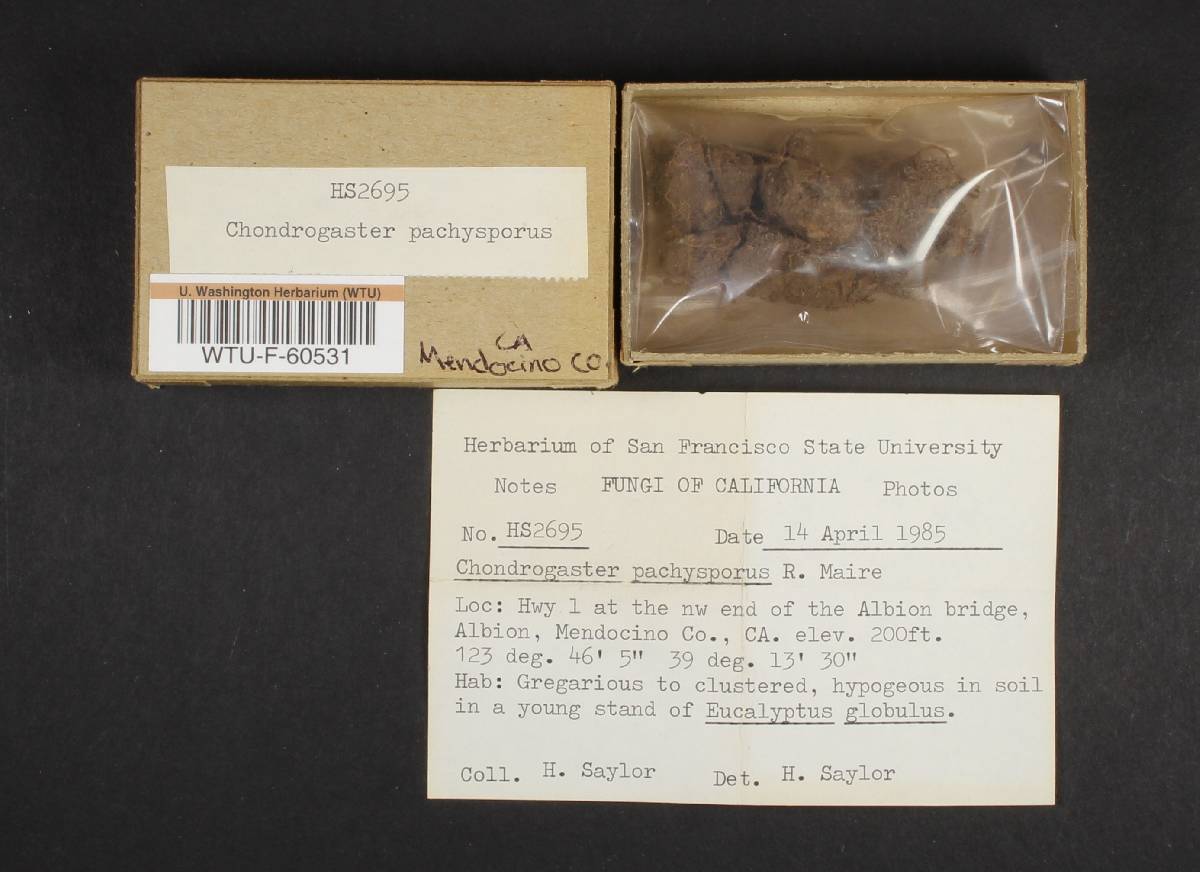 HS2695
Chondrogaster pachysporus
U. Washington Herbarium (WTU)
WTU-F-60531
CA
Mendocino CO.
Herbarium of San Francisco State University
Notes FUNGI OF CALIFORNIA Photos
No. HS2695 Date 14 April 1985
Chondrogaster pachysporus R. Maire
Loc: Hwy 1 at the nw end of the Albion bridge,
Albion, Mendocino Co., CA. elev. 200ft.
123 deg. 46' 5" 39 deg. 13' 30"
Hab: Gregarious to clustered, hypogeous in soil
in a young stand of Eucalyptus globulus.
Coll. H. Saylor Det. H. Saylor